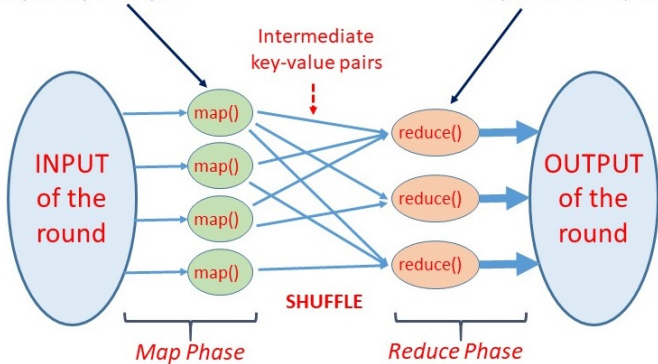 Intermediate
key-value pairs
map()
map()
map()
map()
reduce()
reduce()
reduce()
INPUT
of the
round
OUTPUT
of the
round
SHUFFLE
Map Phase
Reduce Phase